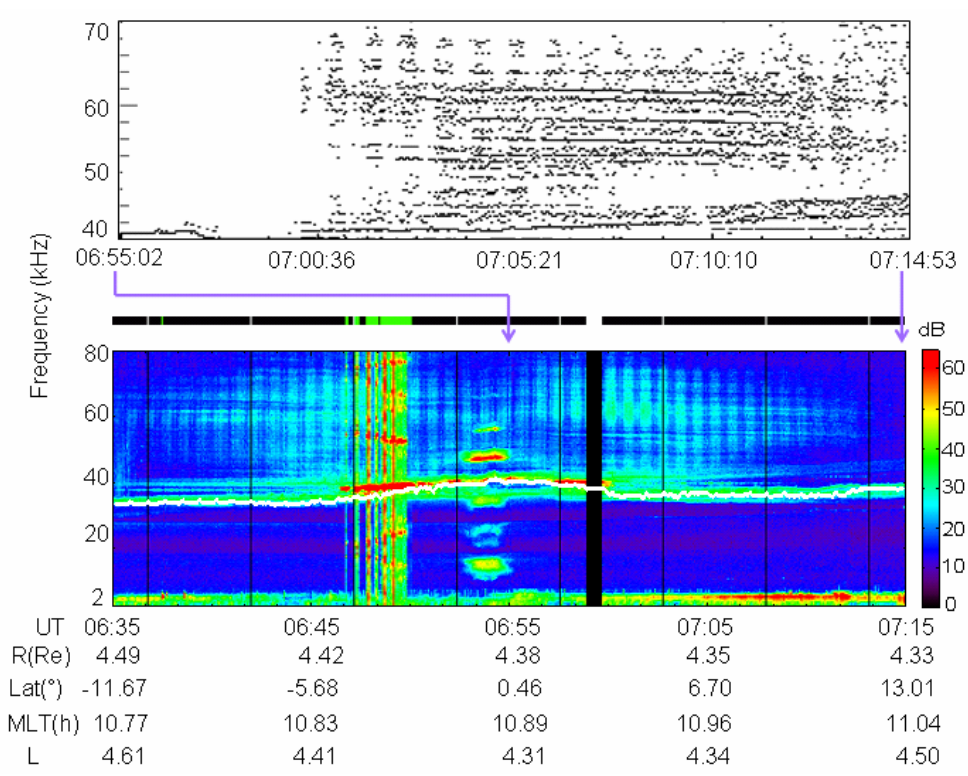 70
60
50
40
06:55:02 07:00:36 07:05:21 07:10:10 07:14:53
Frequency (kHz)
dB
80
60
40
20
2
60
50
40
30
20
10
0
UT 06:35 06:45 06:55 07:05 07:15
R(Re) 4.49 4.42 4.38 4.35 4.33
Lat(°) -11.67 -5.68 0.46 6.70 13.01
MLT(h) 10.77 10.83 10.89 10.96 11.04
L 4.61 4.41 4.31 4.34 4.50